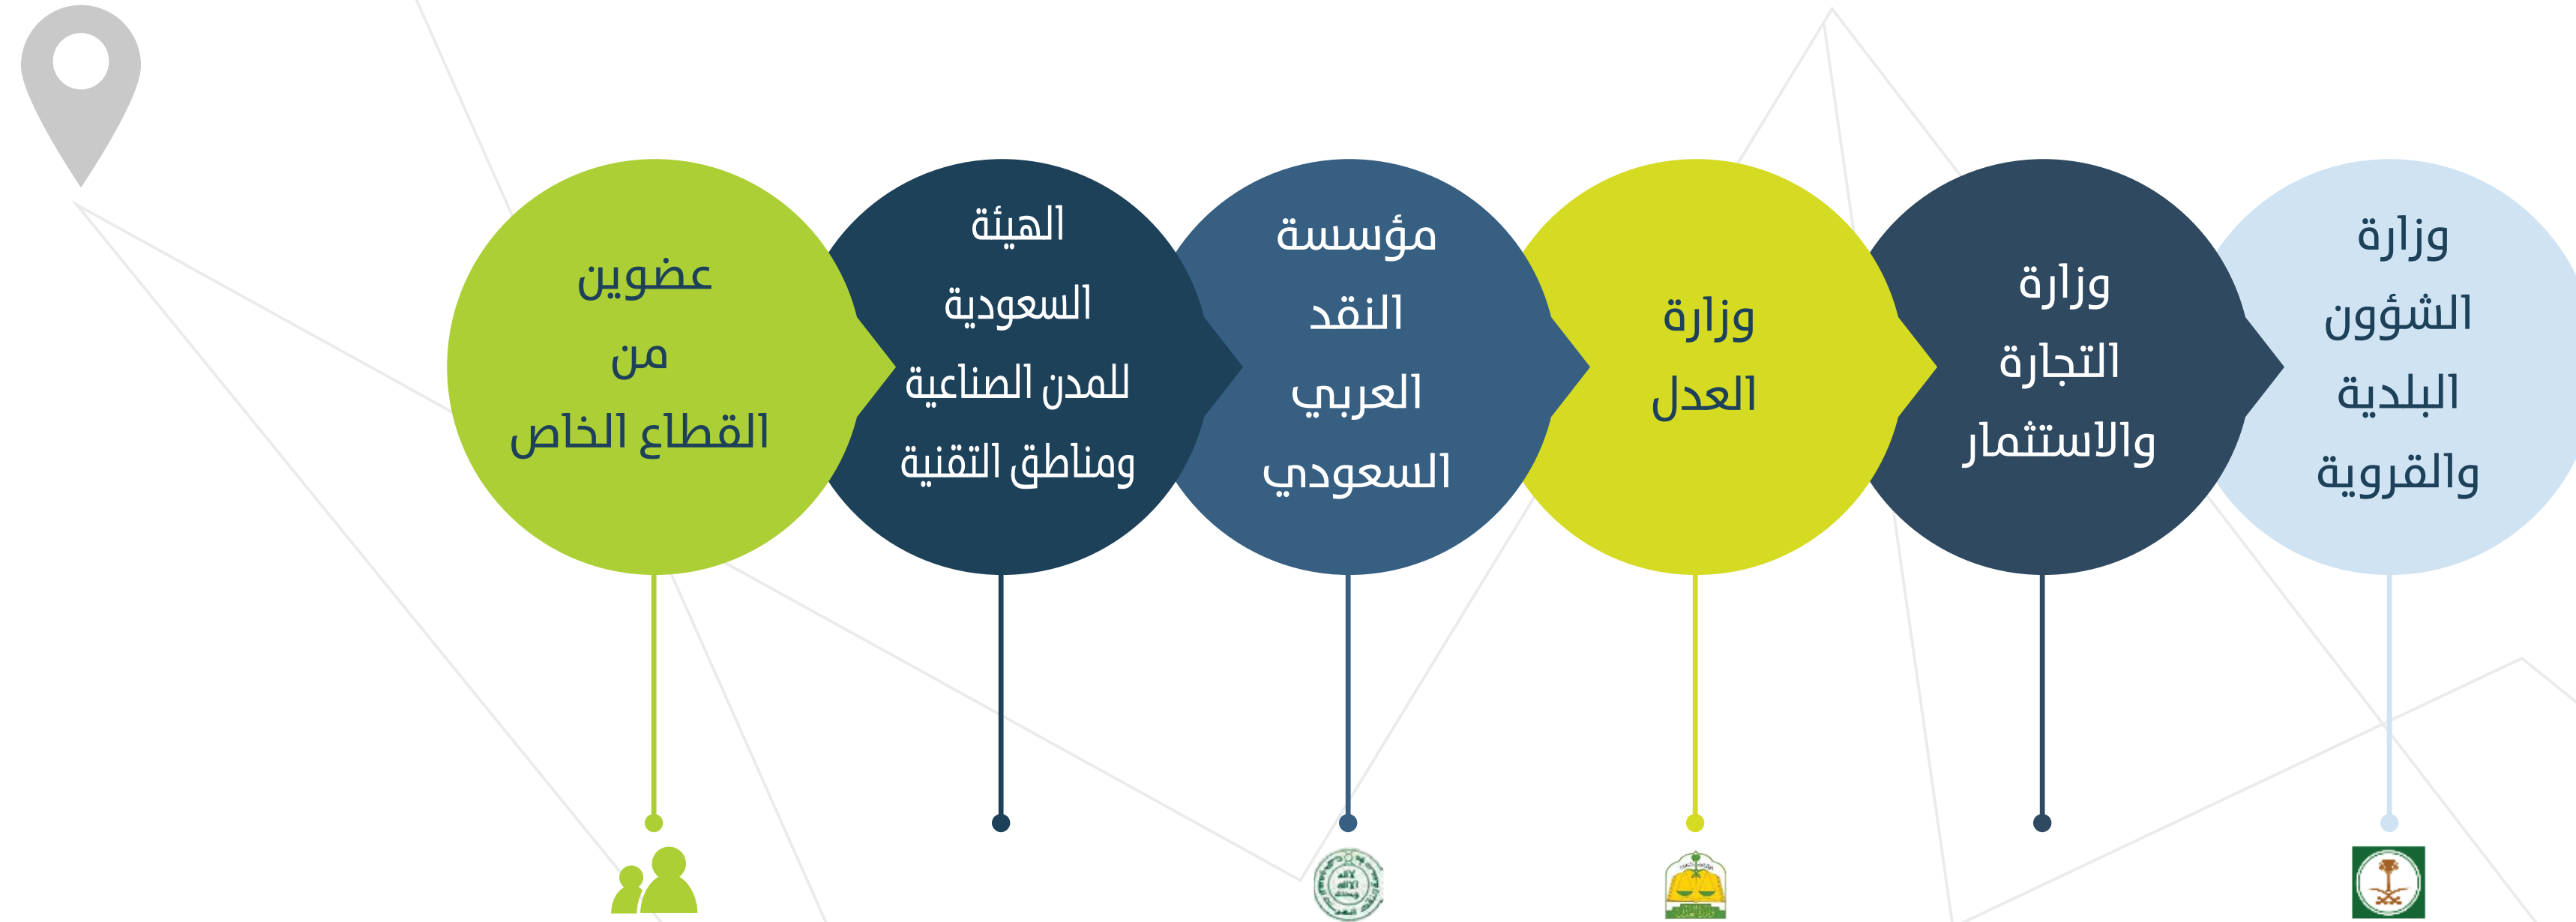 وزارة
الشؤون
البلدية
والقروية
وزارة
التجارة
والاستثمار
وزارة
العدل
مؤسسة
النقد
العربي
السعودي
الهيئة
السعودية
للمدن الصناعية
ومناطق التقنية
عضوين
من
القطاع الخاص